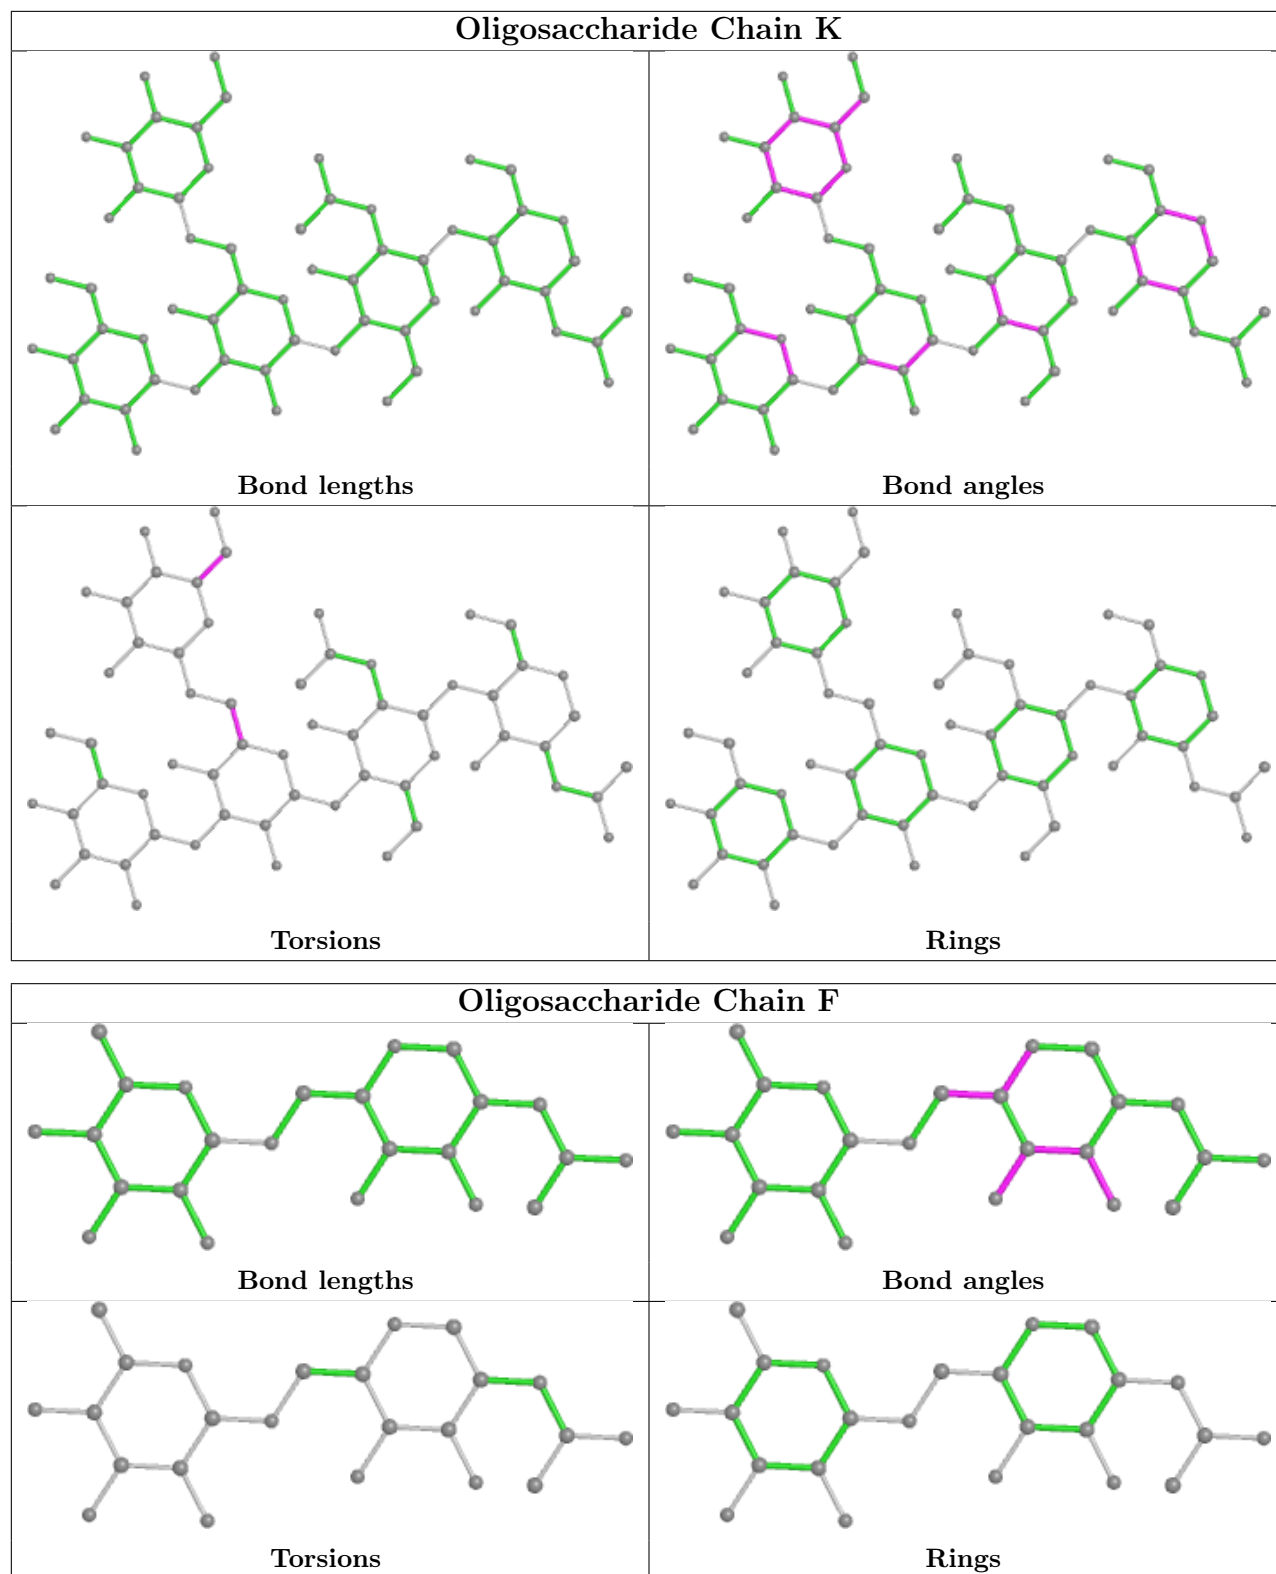 Oligosaccharide Chain K
Bond lengths
Bond angles
Torsions
Rings
Oligosaccharide Chain F
Bond lengths
Bond angles
Torsions
Rings